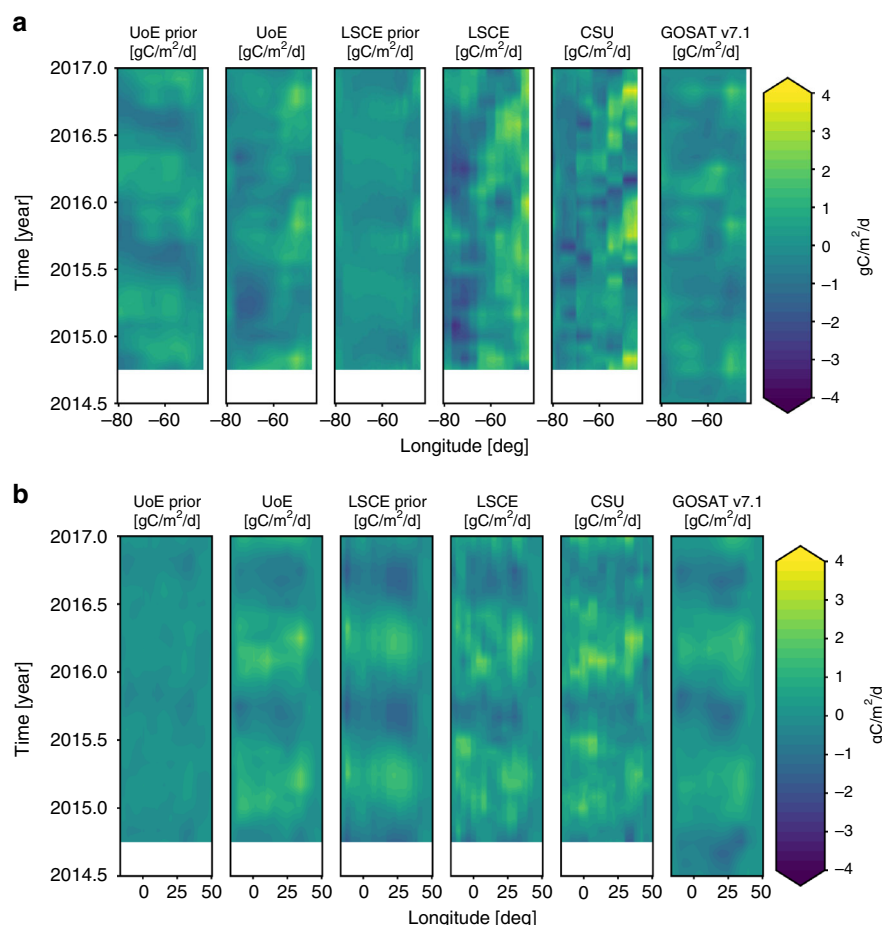 a
UoE prior UoE LSCE prior LSCE CSU GOSAT v7.1
[gC/m²/d] [gC/m²/d] [gC/m²/d] [gC/m²/d] [gC/m²/d] [gC/m²/d]
2017.0
2016.5
2016.0
2015.5
2015.0
2014.5
Time [year]
−80 −60 −80 −60 −80 −60 −80 −60 −80 −60 −80 −60
Longitude [deg]
4
3
2
1
0
−1
−2
−3
−4
gC/m²/d
b
UoE prior UoE LSCE prior LSCE CSU GOSAT v7.1
[gC/m²/d] [gC/m²/d] [gC/m²/d] [gC/m²/d] [gC/m²/d] [gC/m²/d]
2017.0
2016.5
2016.0
2015.5
2015.0
2014.5
Time [year]
0 25 50 0 25 50 0 25 50 0 25 50 0 25 50 0 25 50
Longitude [deg]
4
3
2
1
0
−1
−2
−3
−4
gC/m²/d